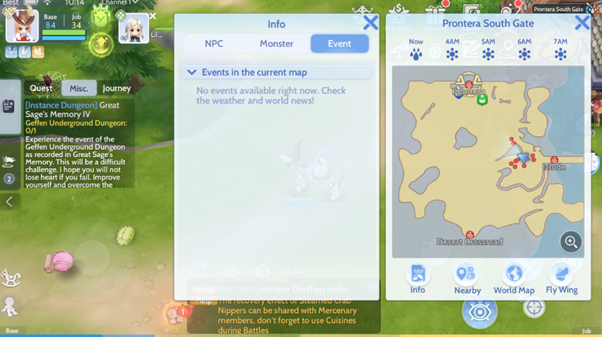 Best
10:14
Channel1
Base
84
Job
34
Lil...
Info
NPC
Monster
Event
Events in the current map
No events available right now. Check
the weather and world news!
Prontera South Gate
Prontera South Gate
Now
4AM
5AM
6AM
7AM
Prontera
Izlude
Desert Crossroad
Info
Nearby
World Map
Fly Wing
Quest
Misc.
Journey
[Instance Dungeon] Great
Sage's Memory IV
Geffen Underground Dungeon:
0/1
Experience the event of the
Geffen Underground Dungeon
as recorded in Great Sage's
Memory. This will be a difficult
challenge. I hope you will not
lose heart if you fail. Improve
yourself and overcome the
2
Help
The recovery effect of Steamed Crab
Nippers can be shared with Mercenary
members, don't forget to use Cuisines
during Battles
Base
Job